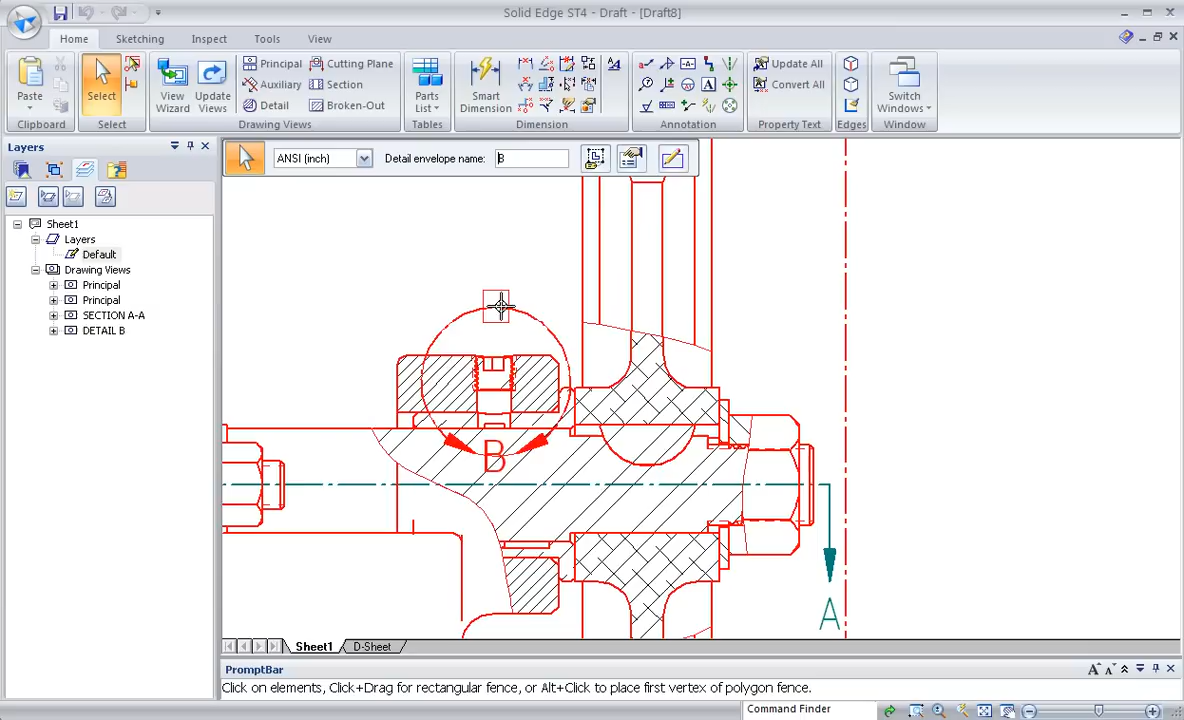 Solid Edge ST4 - Draft - [Draft8]
Home Sketching Inspect Tools View
Paste
Clipboard
Select
Select
View Wizard
Update Views
Principal
Auxiliary
Detail
Cutting Plane
Section
Broken-Out
Drawing Views
Parts List
Tables
Smart Dimension
Dimension
Annotation
Update All
Convert All
Property Text
Edges
Switch Windows
Window
Layers
ANSI (inch)
Detail envelope name: B
Sheet1
Layers
Default
Drawing Views
Principal
Principal
SECTION A-A
DETAIL B
B
A
Sheet1 D-Sheet
PromptBar
Click on elements, Click+Drag for rectangular fence, or Alt+Click to place first vertex of polygon fence.
Command Finder